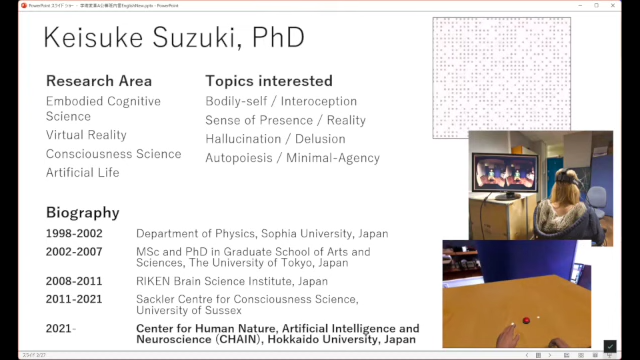 Keisuke Suzuki, PhD
Research Area
Embodied Cognitive
Science
Virtual Reality
Consciousness Science
Artificial Life
Topics interested
Bodily-self / Interoception
Sense of Presence / Reality
Hallucination / Delusion
Autopoiesis / Minimal-Agency
Biography
1998-2002 Department of Physics, Sophia University, Japan
2002-2007 MSc and PhD in Graduate School of Arts and
Sciences, The University of Tokyo, Japan
2008-2011 RIKEN Brain Science Institute, Japan
2011-2021 Sackler Centre for Consciousness Science,
University of Sussex
2021- Center for Human Nature, Artificial Intelligence and
Neuroscience (CHAIN), Hokkaido University, Japan